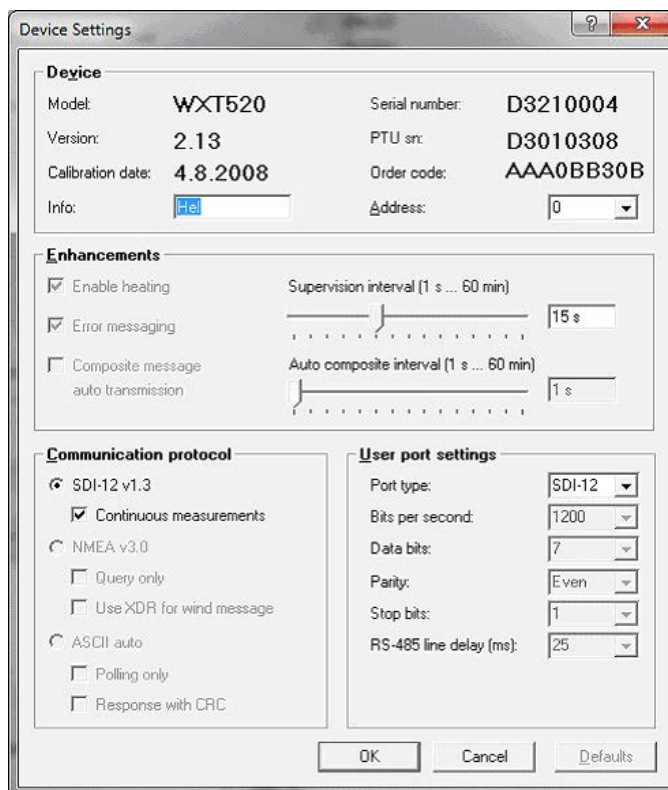 Device Settings
Device
Model: WXT520 Serial number: D3210004
Version: 2.13 PTU sn: D3010308
Calibration date: 4.8.2008 Order code: AAA0BB30B
Info: Hel Address: 0
Enhancements
Enable heating Supervision interval (1 s ... 60 min)
Error messaging 15 s
Composite message Auto composite interval (1 s ... 60 min)
auto transmission 1 s
Communication protocol User port settings
SDI-12 v1.3 Port type: SDI-12
Continuous measurements Bits per second: 1200
NMEA v3.0 Data bits: 7
Query only Parity: Even
Use XDR for wind message Stop bits: 1
ASCII auto RS-485 line delay (ms): 25
Polling only
Response with CRC
OK Cancel Defaults